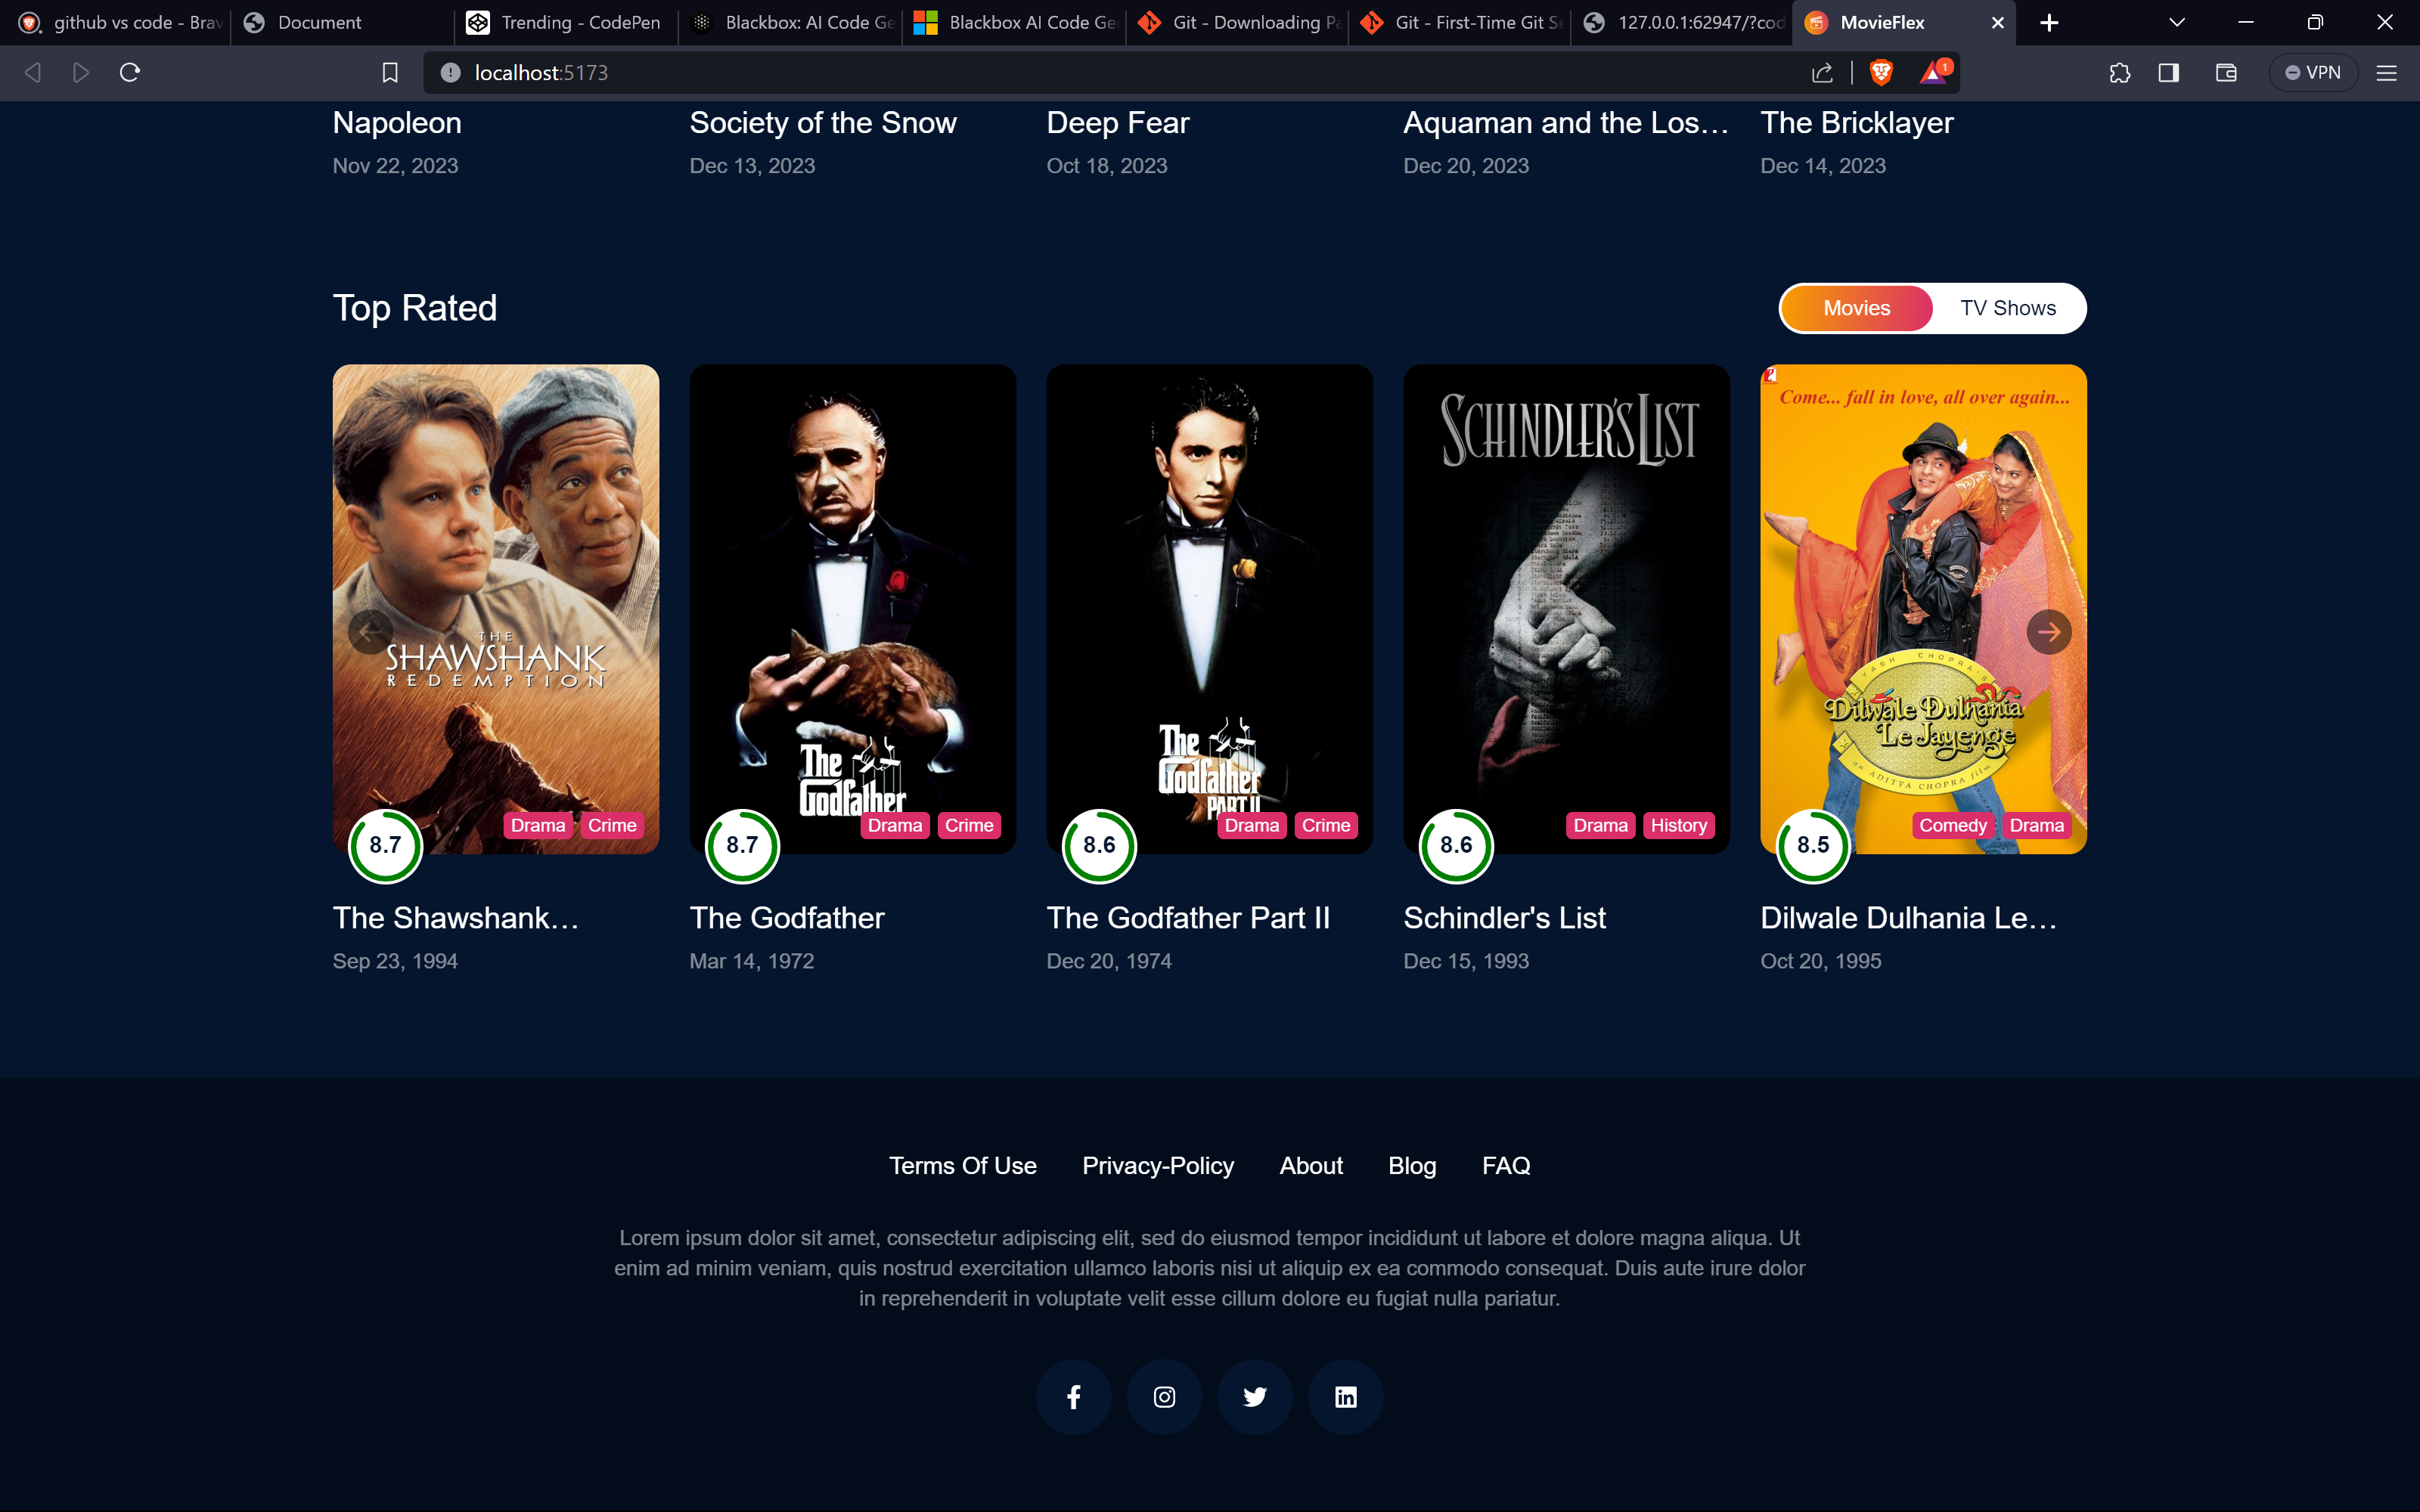 github vs code - Brav
Document
Trending - CodePen
Blackbox: AI Code Ge
Blackbox AI Code Ge
Git - Downloading Pa
Git - First-Time Git Se
127.0.0.1:62947/?cod
MovieFlex
localhost:5173
1
VPN
Napoleon
Society of the Snow
Deep Fear
Aquaman and the Los...
The Bricklayer
Nov 22, 2023
Dec 13, 2023
Oct 18, 2023
Dec 20, 2023
Dec 14, 2023
Top Rated
Movies
TV Shows
THE
SHAWSHANK
REDEMPTION
8.7
Drama
Crime
The
Godfather
8.7
Drama
Crime
The
Godfather
PART II
8.6
Drama
Crime
SCHINDLER'S LIST
8.6
Drama
History
Come... fall in love, all over again...
YASH CHOPRA'S
Dilwale Dulhania
Le Jayenge
an ADITYA CHOPRA film
8.5
Comedy
Drama
The Shawshank...
The Godfather
The Godfather Part II
Schindler's List
Dilwale Dulhania Le...
Sep 23, 1994
Mar 14, 1972
Dec 20, 1974
Dec 15, 1993
Oct 20, 1995
Terms Of Use
Privacy-Policy
About
Blog
FAQ
Lorem ipsum dolor sit amet, consectetur adipiscing elit, sed do eiusmod tempor incididunt ut labore et dolore magna aliqua. Ut
enim ad minim veniam, quis nostrud exercitation ullamco laboris nisi ut aliquip ex ea commodo consequat. Duis aute irure dolor
in reprehenderit in voluptate velit esse cillum dolore eu fugiat nulla pariatur.